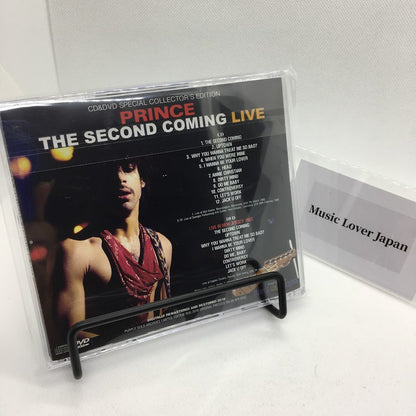 CD&DVD SPECIAL COLLECTOR'S EDITION
PRINCE
THE SECOND COMING LIVE
CD
1. THE SECOND COMING
2. UPTOWN
3. WHY YOU WANNA TREAT ME SO BAD?
4. WHEN YOU WERE MINE
5. I WANNA BE YOUR LOVER
6. HEAD
7. ANNIE CHRISTIAN
8. DIRTY MIND
9. DO ME BABY
10. CONTROVERSY
11. LET'S WORK
12. JACK U OFF
THE SECOND COMING
UPTOWN
WHY YOU WANNA TREAT ME SO BAD?
I WANNA BE YOUR LOVER
DIRTY MIND
DO ME, BABY
CONTROVERSY
LET'S WORK
JACK U OFF
Music Lover Japan
DVD